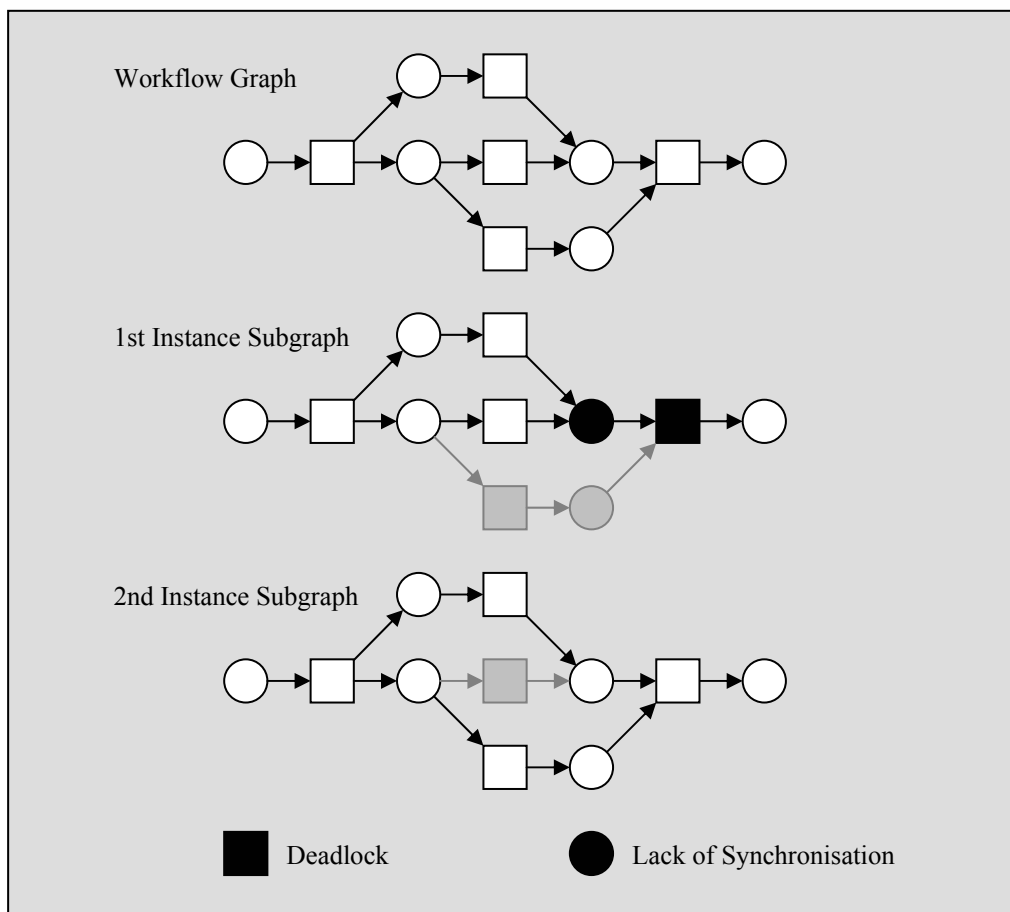 Workflow Graph
1st Instance Subgraph
2nd Instance Subgraph
Deadlock
Lack of Synchronisation